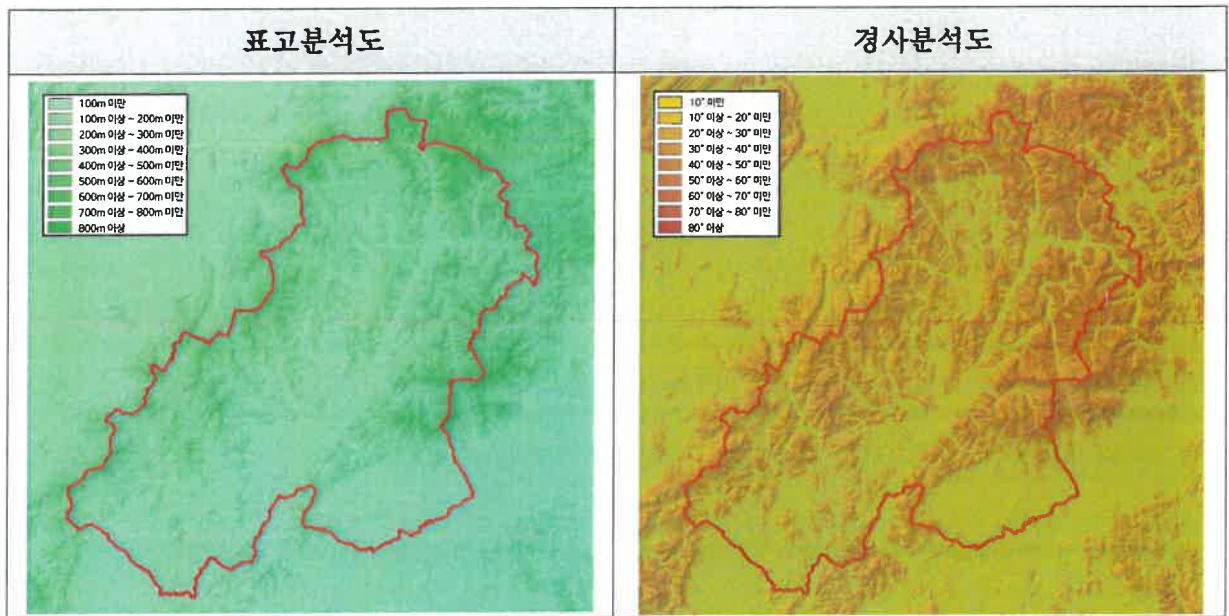 표고분석도
경사분석도
100m 미만
100m 이상 ~ 200m 미만
200m 이상 ~ 300m 미만
300m 이상 ~ 400m 미만
400m 이상 ~ 500m 미만
500m 이상 ~ 600m 미만
600m 이상 ~ 700m 미만
700m 이상 ~ 800m 미만
800m 이상
10° 미만
10° 이상 ~ 20° 미만
20° 이상 ~ 30° 미만
30° 이상 ~ 40° 미만
40° 이상 ~ 50° 미만
50° 이상 ~ 60° 미만
60° 이상 ~ 70° 미만
70° 이상 ~ 80° 미만
80° 이상